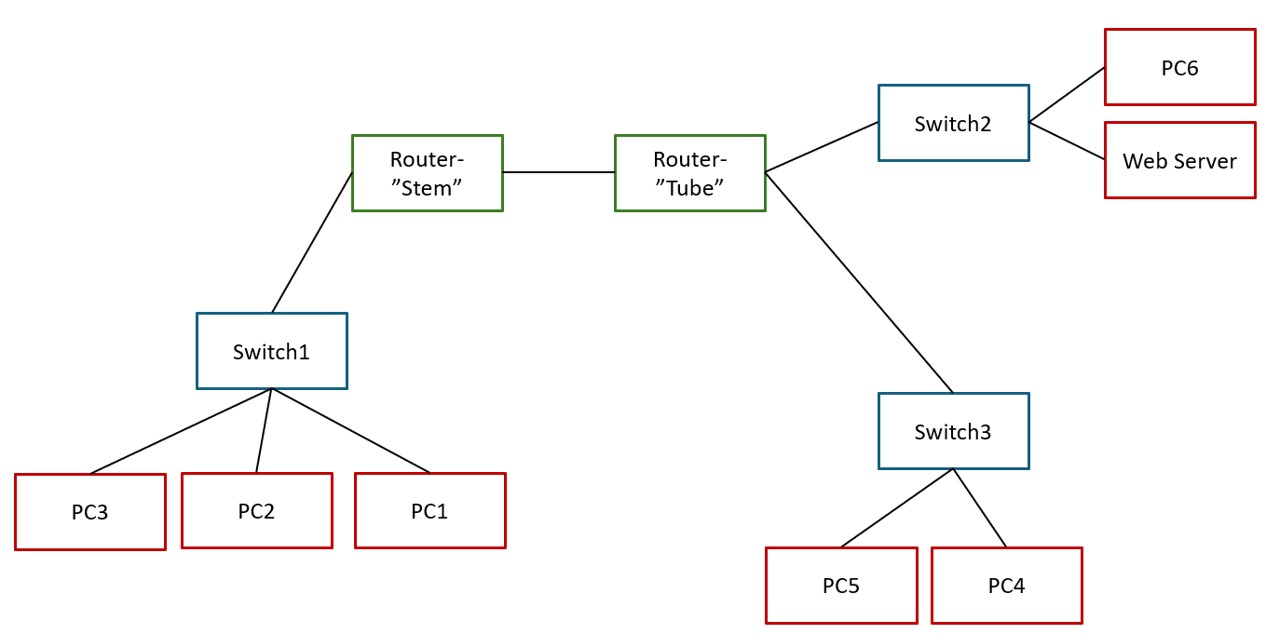 PC6
Switch2
Router-
”Stem”
Router-
”Tube”
Web Server
Switch1
Switch3
PC3
PC2
PC1
PC5
PC4